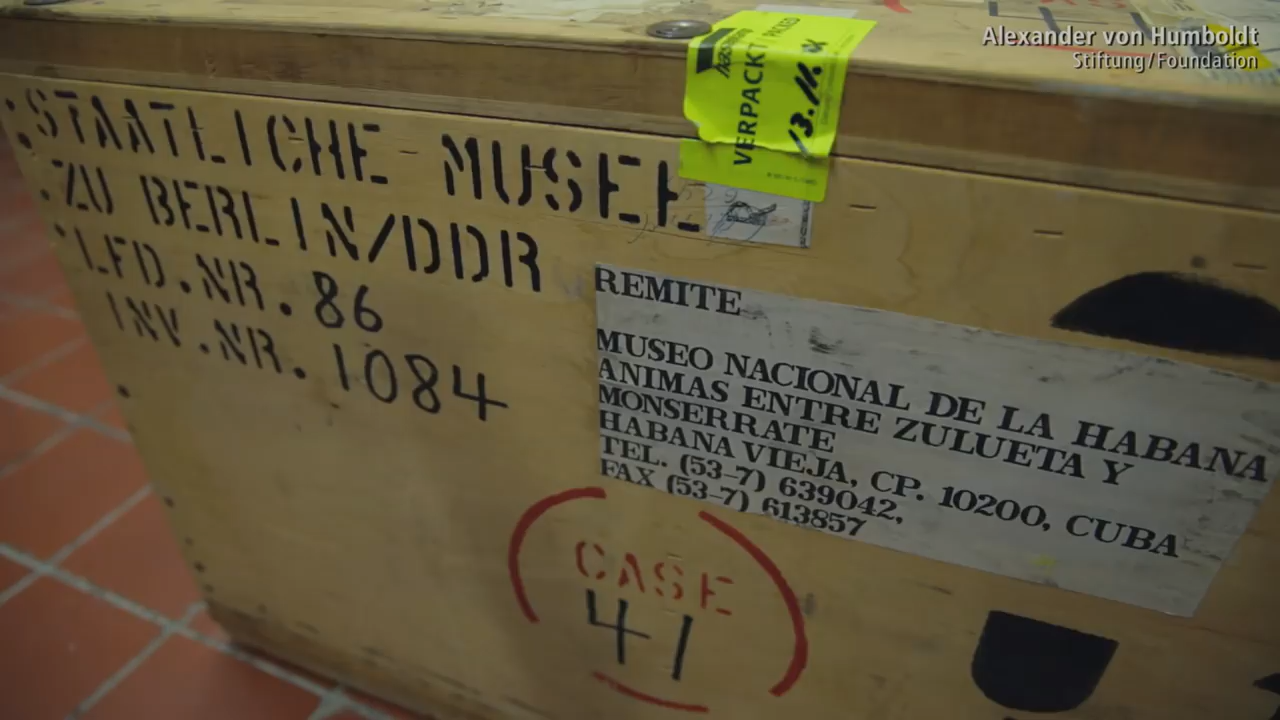 Alexander von Humboldt
Stiftung/Foundation
VERPACKT
13.11.
STAATLICHE - MUSEE
ZU BERLIN/DDR
LFD.NR.86
INV.NR.1084
REMITE
MUSEO NACIONAL DE LA HABANA
ANIMAS ENTRE ZULUETA Y
MONSERRATE
HABANA VIEJA, CP. 10200, CUBA
TEL. (53-7) 639042,
FAX (53-7) 613857
CASE
41